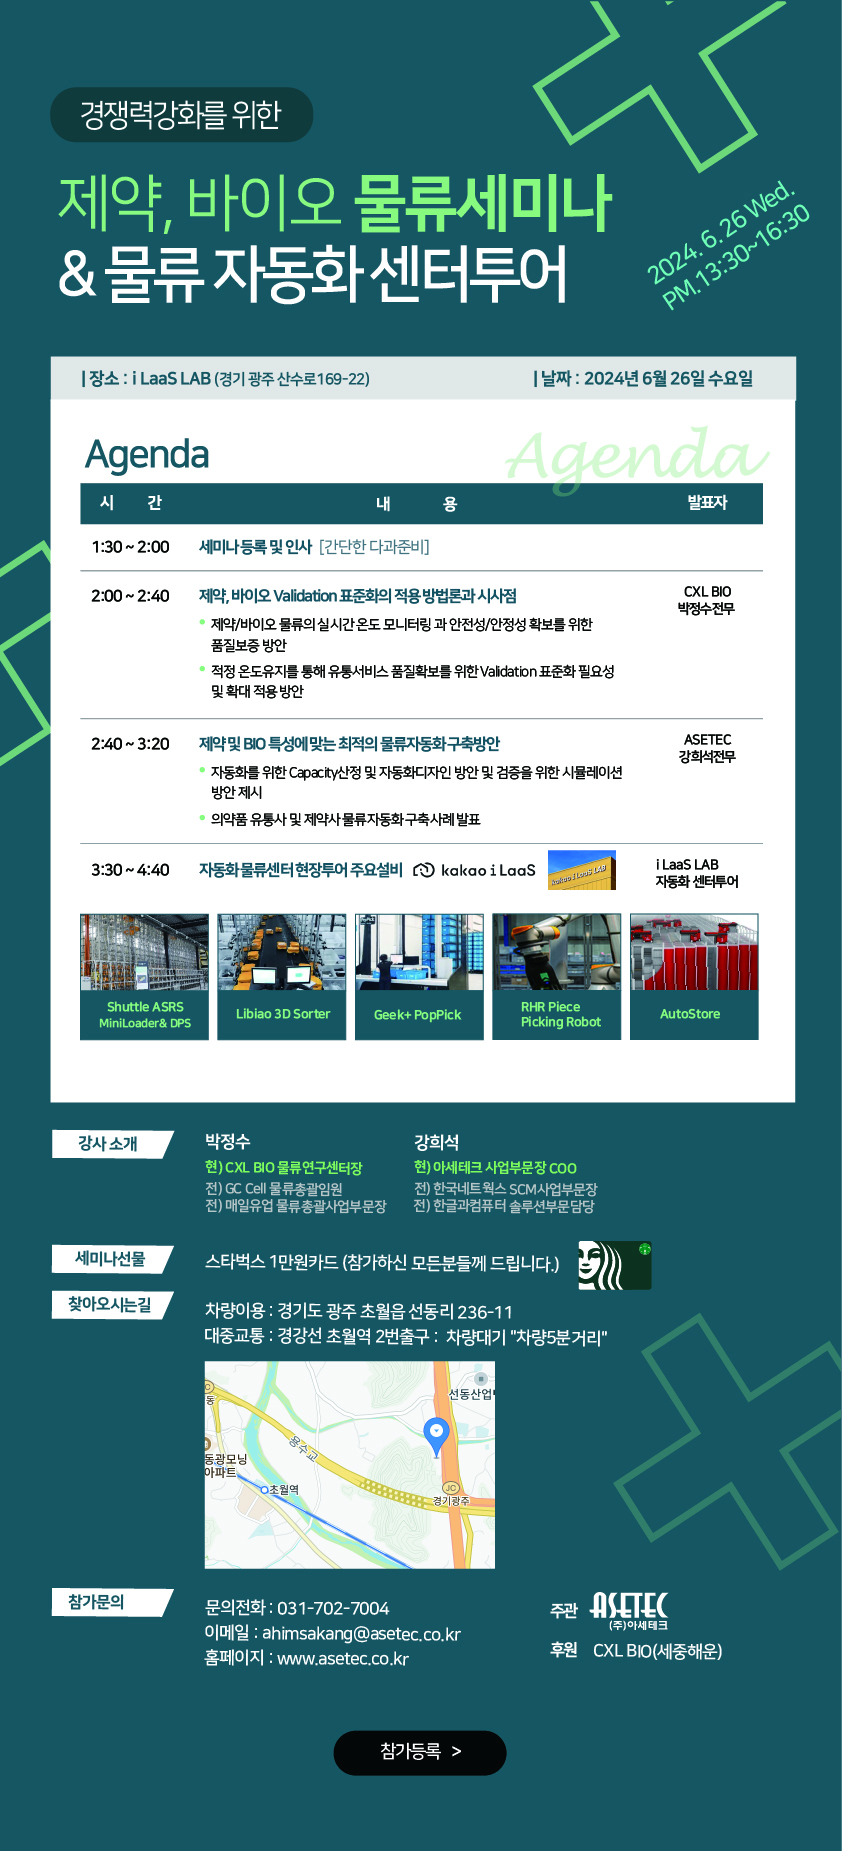 경쟁력강화를 위한
제약, 바이오 물류세미나
& 물류 자동화 센터투어
2024. 6. 26 Wed.
PM.13:30~16:30
| 장소 : i LaaS LAB (경기 광주 산수로169-22)
| 날짜 : 2024년 6월 26일 수요일
Agenda
Agenda
시 간 내 용 발표자
1:30 ~ 2:00 세미나 등록 및 인사 [간단한 다과준비]
2:00 ~ 2:40 제약, 바이오 Validation 표준화의 적용 방법론과 시사점
CXL BIO
박정수전무
• 제약/바이오 물류의 실시간 온도 모니터링 과 안전성/안정성 확보를 위한
품질보증 방안
• 적정 온도유지를 통해 유통서비스 품질확보를 위한 Validation 표준화 필요성
및 확대 적용 방안
2:40 ~ 3:20 제약 및 BIO 특성에 맞는 최적의 물류자동화 구축방안
ASETEC
강희석전무
• 자동화를 위한 Capacity산정 및 자동화디자인 방안 및 검증을 위한 시뮬레이션
방안 제시
• 의약품 유통사 및 제약사 물류자동화 구축 사례 발표
3:30 ~ 4:40 자동화 물류센터 현장투어 주요설비 kakao i LaaS
kakao i LaaS LAB
i LaaS LAB
자동화 센터투어
Shuttle ASRS
MiniLoader& DPS
Libiao 3D Sorter
Geek+ PopPick
RHR Piece
Picking Robot
AutoStore
강사 소개
박정수
현) CXL BIO 물류연구센터장
전) GC Cell 물류총괄임원
전) 매일유업 물류총괄사업부문장
강희석
현) 아세테크 사업부문장 COO
전) 한국네트웍스 SCM사업부문장
전) 한글과컴퓨터 솔루션부문담당
세미나선물
스타벅스 1만원카드 (참가하신 모든분들께 드립니다.)
찾아오시는길
차량이용 : 경기도 광주 초월읍 선동리 236-11
대중교통 : 경강선 초월역 2번출구 : 차량대기 "차량5분거리"
선동산업
동
용수교
동광모닝
아파트
초월역
JC
경기광주
참가문의
문의전화 : 031-702-7004
이메일 : ahimsakang@asetec.co.kr
홈페이지 : www.asetec.co.kr
주관 ASETEC
(주)아세테크
후원 CXL BIO(세중해운)
참가등록 >